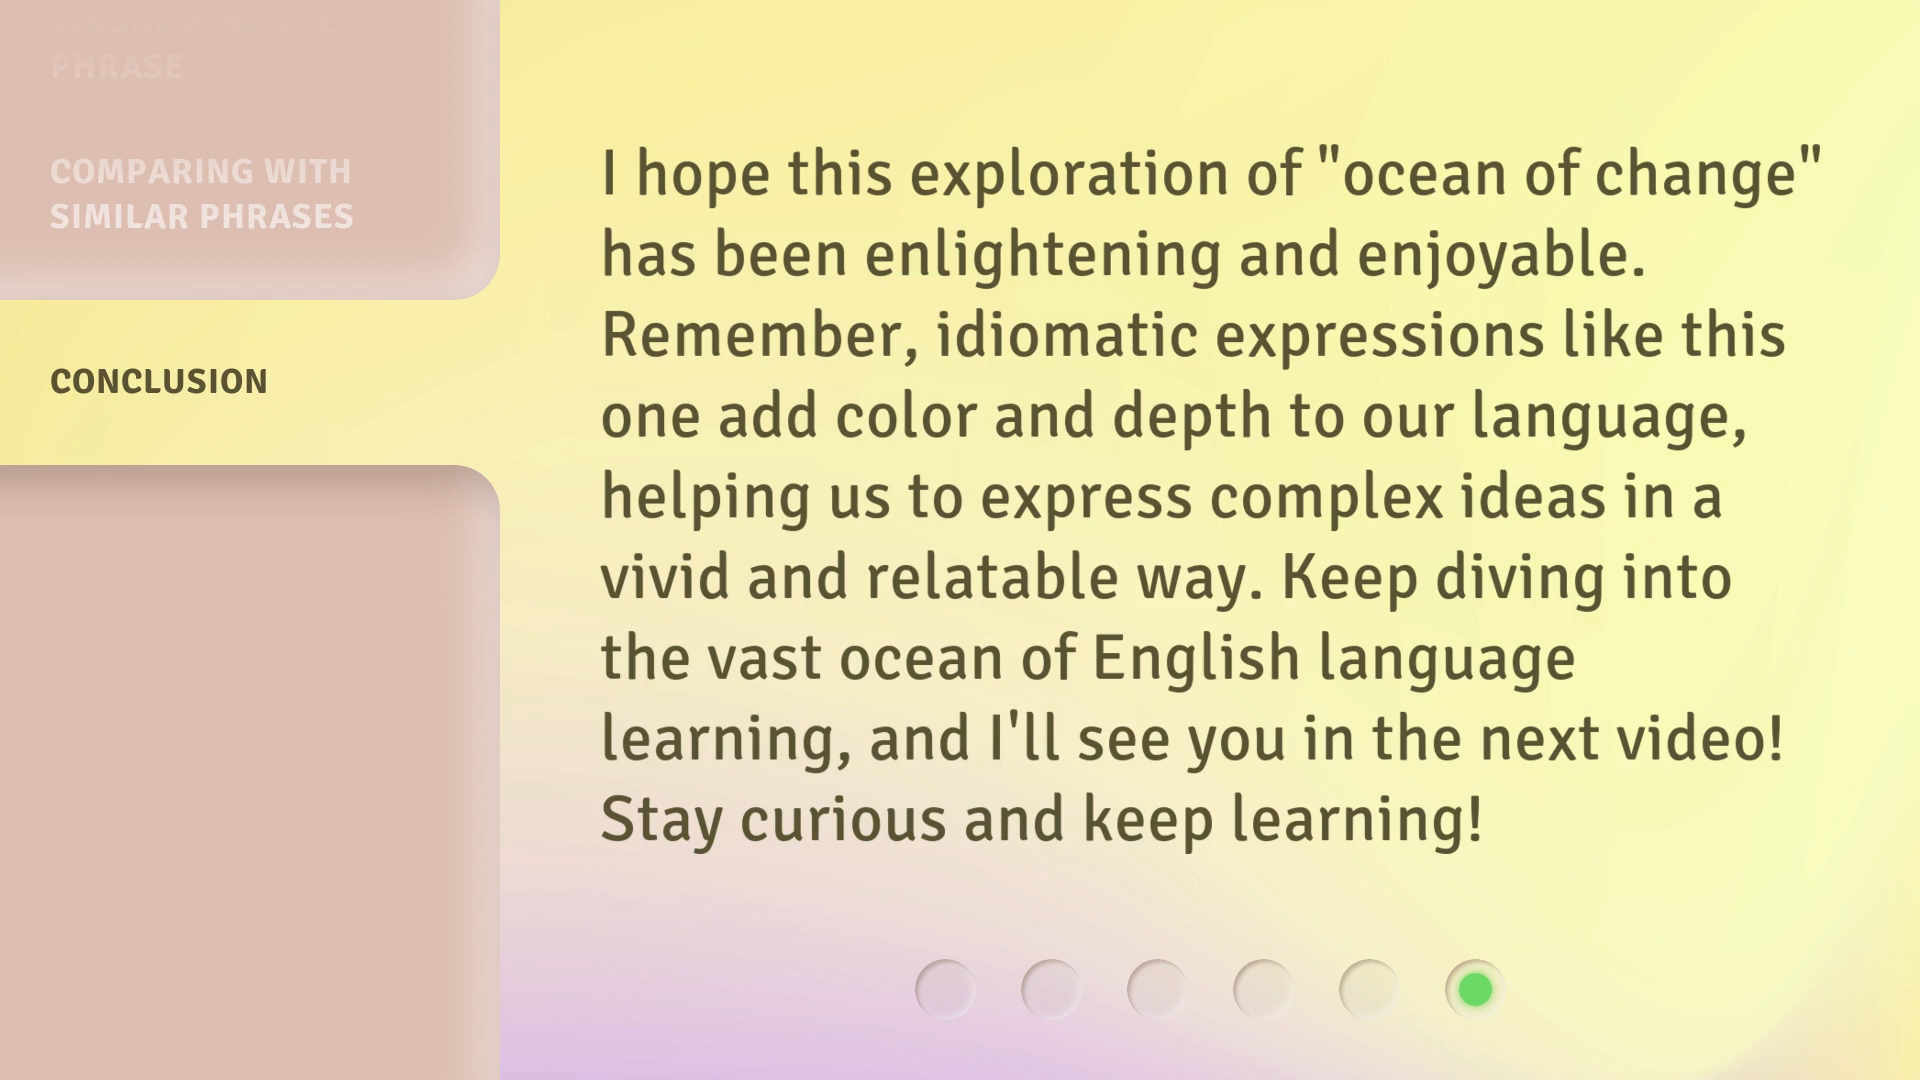 PHRASE
COMPARING WITH
SIMILAR PHRASES
CONCLUSION
I hope this exploration of "ocean of change"
has been enlightening and enjoyable.
Remember, idiomatic expressions like this
one add color and depth to our language,
helping us to express complex ideas in a
vivid and relatable way. Keep diving into
the vast ocean of English language
learning, and I'll see you in the next video!
Stay curious and keep learning!